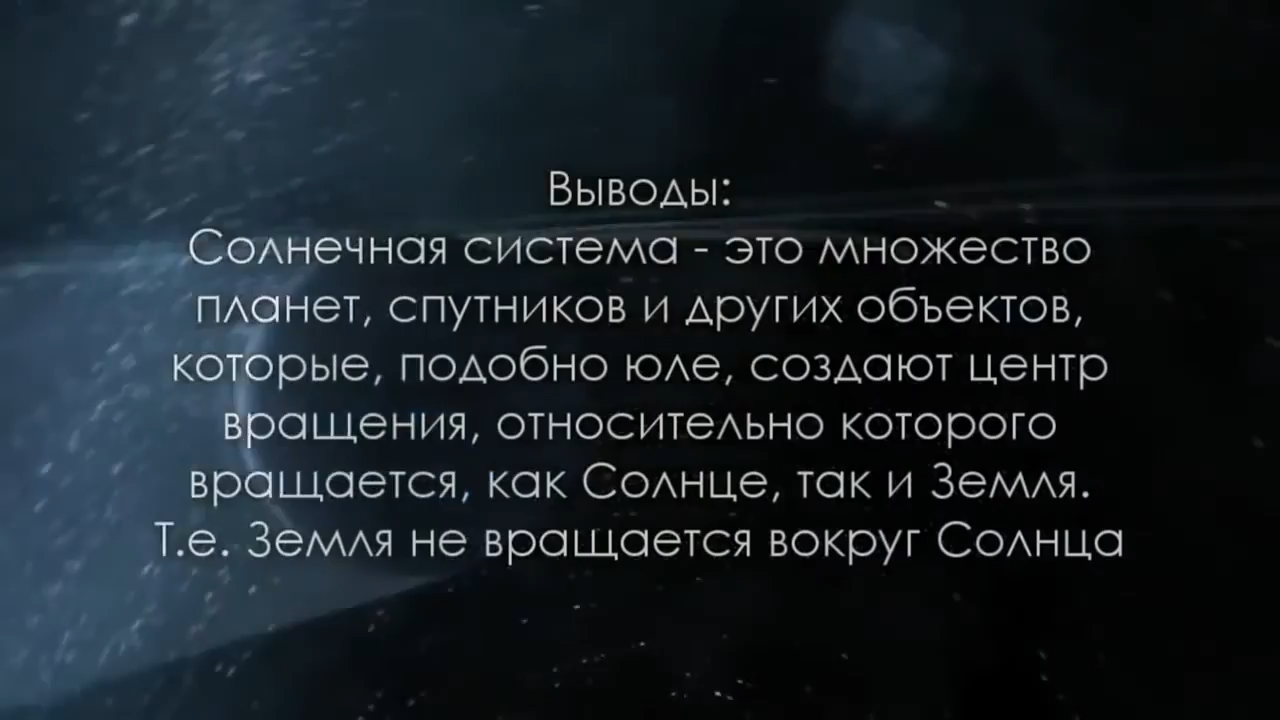 Выводы:
Солнечная система - это множество
планет, спутников и других объектов,
которые, подобно юле, создают центр
вращения, относительно которого
вращается, как Солнце, так и Земля.
Т.е. Земля не вращается вокруг Солнца